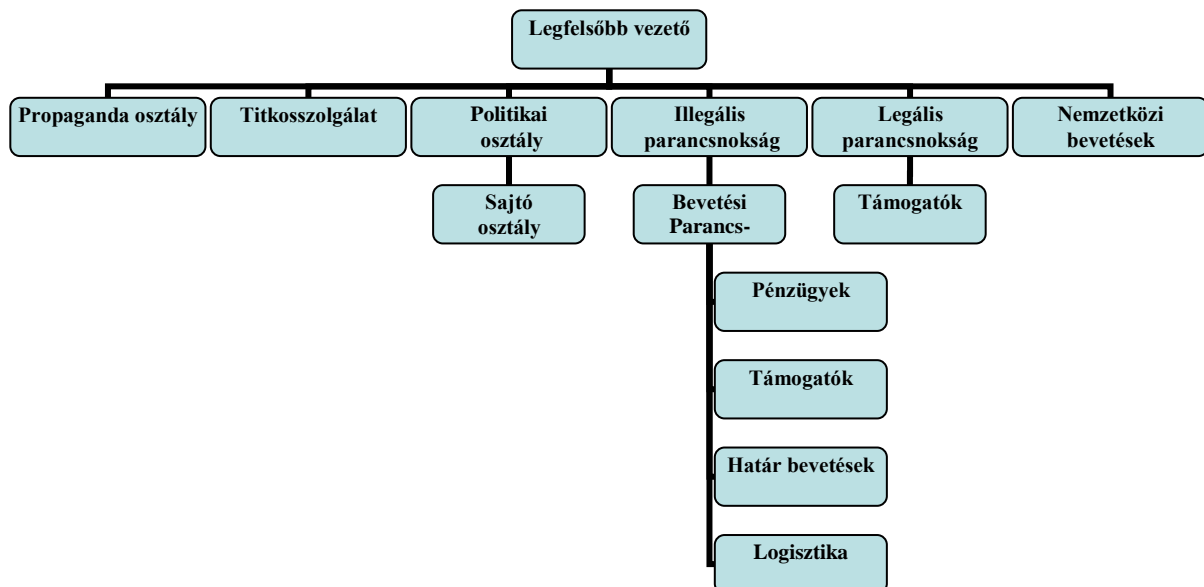 Legfelsőbb vezető
Propaganda osztály
Titkosszolgálat
Politikai
osztály
Illegális
parancsnokság
Legális
parancsnokság
Nemzetközi
bevetések
Sajtó
osztály
Bevetési
Parancs-
Támogatók
Pénzügyek
Támogatók
Határ bevetések
Logisztika